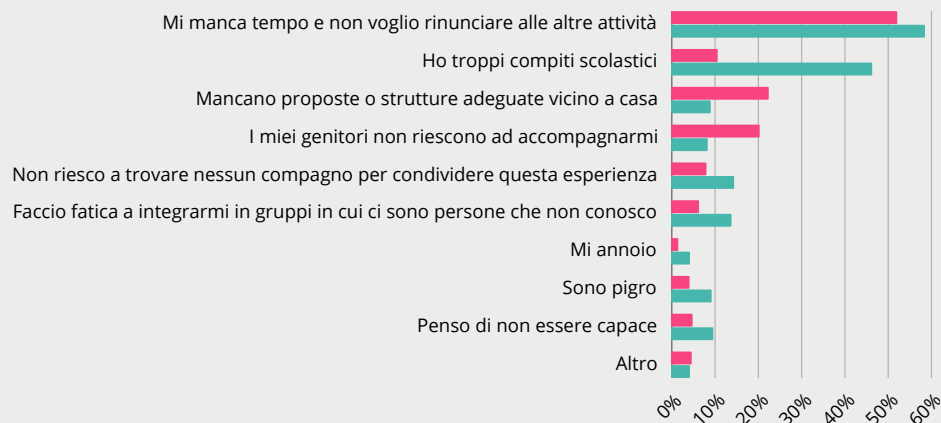 Mi manca tempo e non voglio rinunciare alle altre attività
Ho troppi compiti scolastici
Mancano proposte o strutture adeguate vicino a casa
I miei genitori non riescono ad accompagnarmi
Non riesco a trovare nessun compagno per condividere questa esperienza
Faccio fatica a integrarmi in gruppi in cui ci sono persone che non conosco
Mi annoio
Sono pigro
Penso di non essere capace
Altro
0% 10% 20% 30% 40% 50% 60%